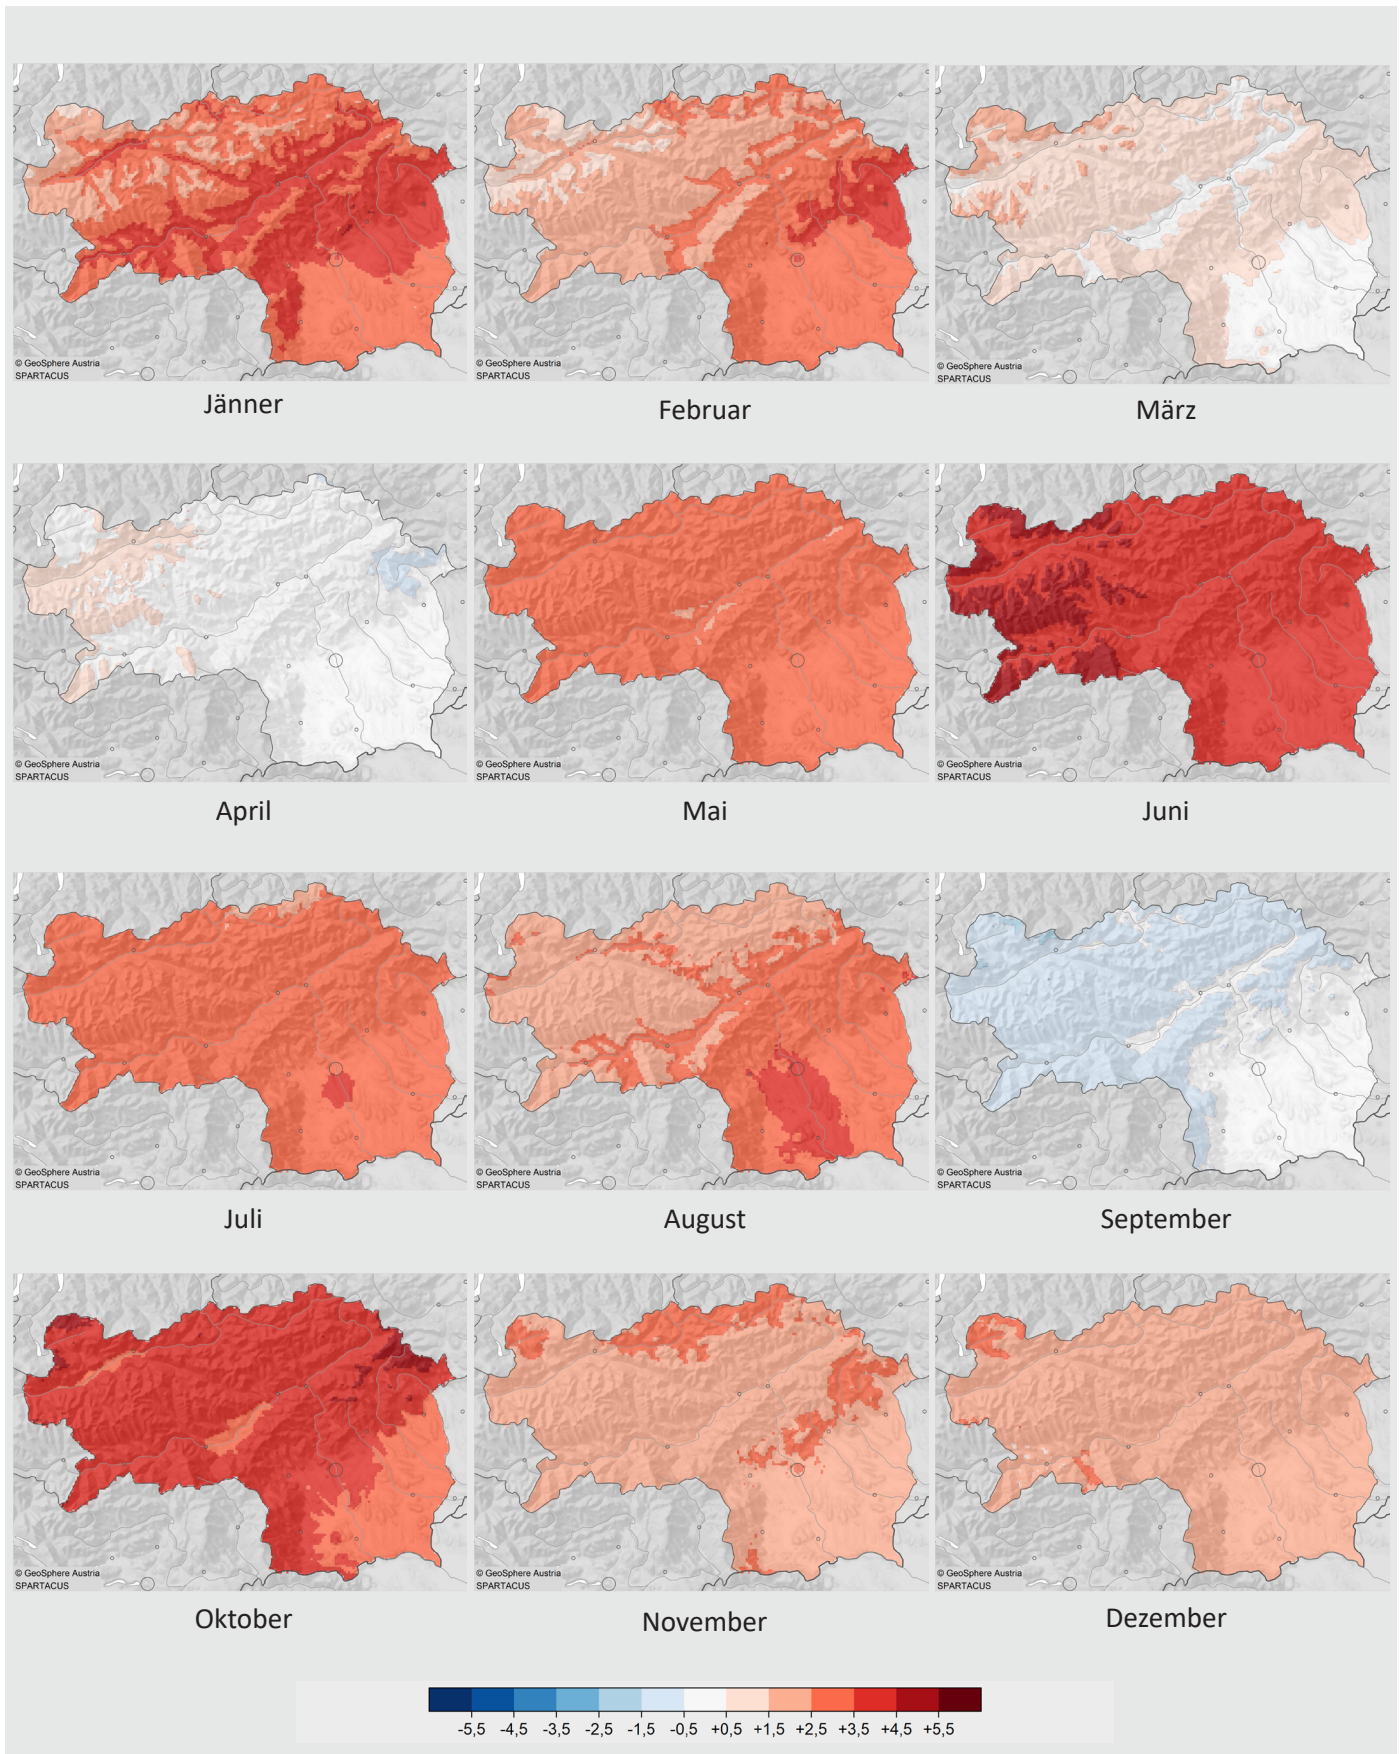 © GeoSphere Austria
SPARTACUS
© GeoSphere Austria
SPARTACUS
© GeoSphere Austria
SPARTACUS
Jänner
Februar
März
© GeoSphere Austria
SPARTACUS
© GeoSphere Austria
SPARTACUS
© GeoSphere Austria
SPARTACUS
April
Mai
Juni
© GeoSphere Austria
SPARTACUS
© GeoSphere Austria
SPARTACUS
© GeoSphere Austria
SPARTACUS
Juli
August
September
© GeoSphere Austria
SPARTACUS
© GeoSphere Austria
SPARTACUS
© GeoSphere Austria
SPARTACUS
Oktober
November
Dezember
-5,5 -4,5 -3,5 -2,5 -1,5 -0,5 +0,5 +1,5 +2,5 +3,5 +4,5 +5,5